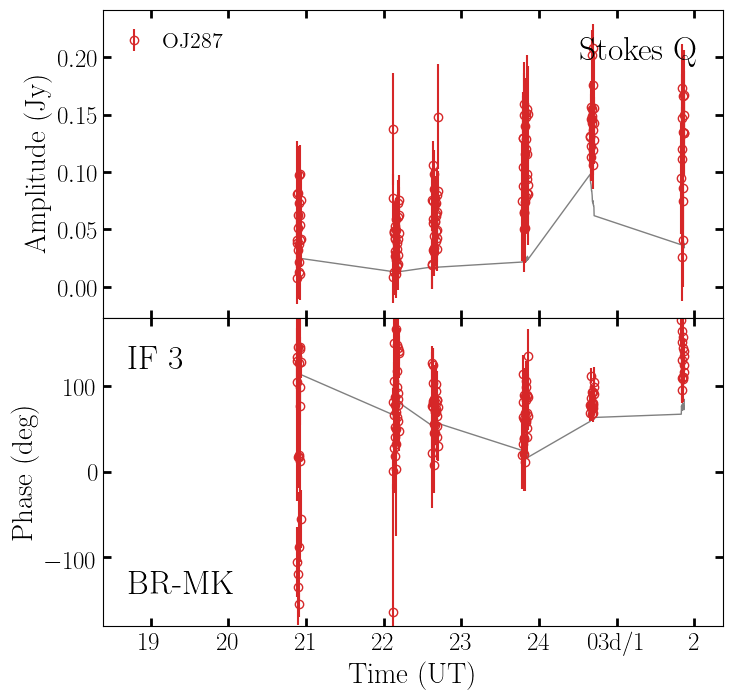 OJ287
Stokes Q
0.20
0.15
0.10
0.05
0.00
Amplitude (Jy)
IF 3
100
0
−100
Phase (deg)
BR-MK
19 20 21 22 23 24 03d/1 2
Time (UT)